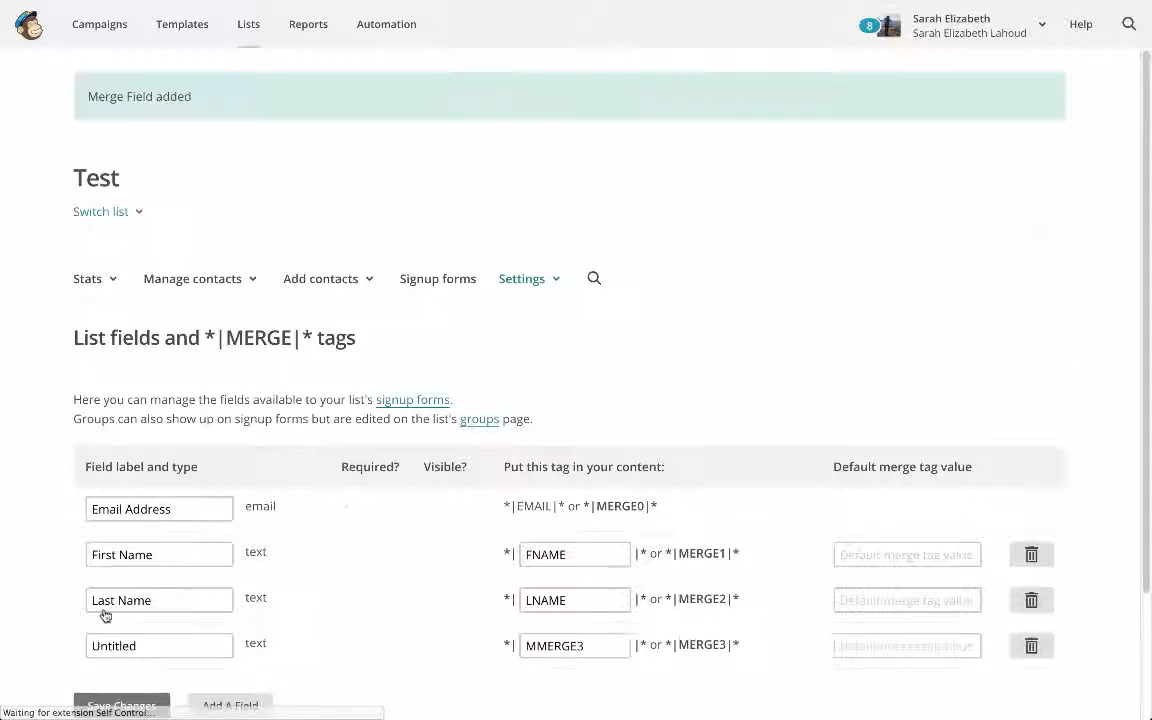 Campaigns Templates Lists Reports Automation 8 Sarah Elizabeth Help
Sarah Elizabeth Lahoud
Merge Field added
Test
Switch list
Stats Manage contacts Add contacts Signup forms Settings
List fields and *|MERGE|* tags
Here you can manage the fields available to your list's signup forms.
Groups can also show up on signup forms but are edited on the list's groups page.
Field label and type Required? Visible? Put this tag in your content: Default merge tag value
Email Address email *|EMAIL|* or *|MERGE0|*
First Name text *| FNAME |* or *|MERGE1|* Default merge tag value
Last Name text *| LNAME |* or *|MERGE2|* Default merge tag value
Untitled text *| MMERGE3 |* or *|MERGE3|*
Save Changes Add A Field
Waiting for extension Self Control...